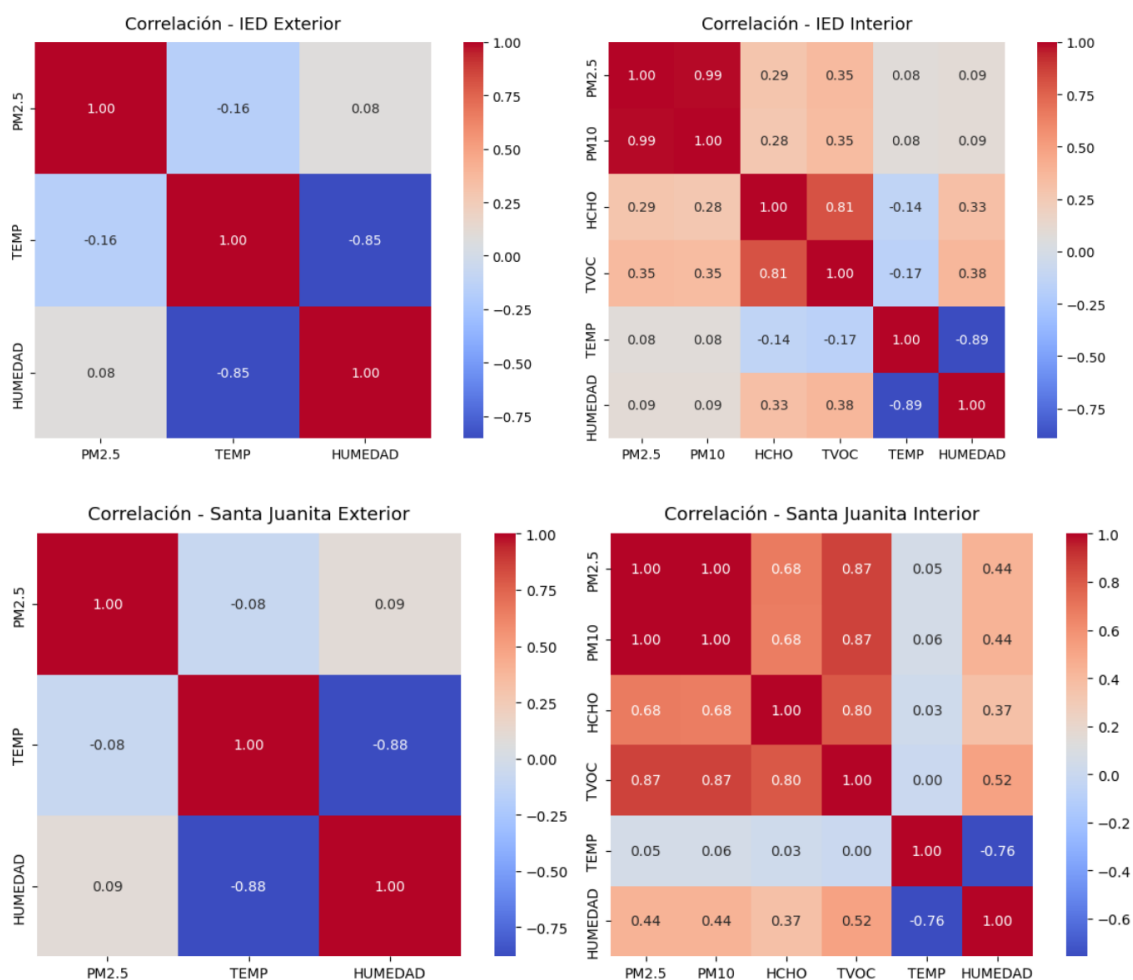 Correlación - IED Exterior
PM2.5 1.00 -0.16 0.08
TEMP -0.16 1.00 -0.85
HUMEDAD 0.08 -0.85 1.00
PM2.5 TEMP HUMEDAD
1.00
0.75
0.50
0.25
0.00
−0.25
−0.50
−0.75
Correlación - IED Interior
PM2.5 1.00 0.99 0.29 0.35 0.08 0.09
PM10 0.99 1.00 0.28 0.35 0.08 0.09
HCHO 0.29 0.28 1.00 0.81 -0.14 0.33
TVOC 0.35 0.35 0.81 1.00 -0.17 0.38
TEMP 0.08 0.08 -0.14 -0.17 1.00 -0.89
HUMEDAD 0.09 0.09 0.33 0.38 -0.89 1.00
PM2.5 PM10 HCHO TVOC TEMP HUMEDAD
1.00
0.75
0.50
0.25
0.00
−0.25
−0.50
−0.75
Correlación - Santa Juanita Exterior
PM2.5 1.00 -0.08 0.09
TEMP -0.08 1.00 -0.88
HUMEDAD 0.09 -0.88 1.00
PM2.5 TEMP HUMEDAD
1.00
0.75
0.50
0.25
0.00
−0.25
−0.50
−0.75
Correlación - Santa Juanita Interior
PM2.5 1.00 1.00 0.68 0.87 0.05 0.44
PM10 1.00 1.00 0.68 0.87 0.06 0.44
HCHO 0.68 0.68 1.00 0.80 0.03 0.37
TVOC 0.87 0.87 0.80 1.00 0.00 0.52
TEMP 0.05 0.06 0.03 0.00 1.00 -0.76
HUMEDAD 0.44 0.44 0.37 0.52 -0.76 1.00
PM2.5 PM10 HCHO TVOC TEMP HUMEDAD
1.0
0.8
0.6
0.4
0.2
0.0
−0.2
−0.4
−0.6